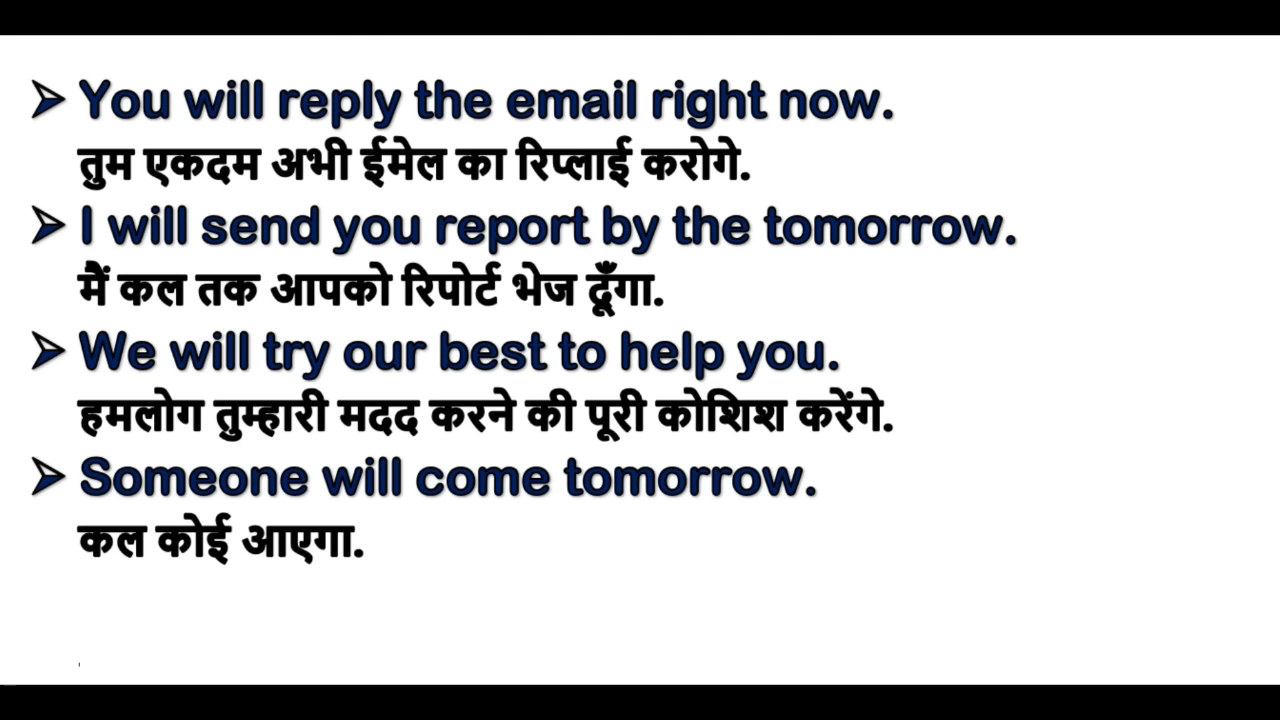 ➢ You will reply the email right now.
तुम एकदम अभी ईमेल का रिप्लाई करोगे.
➢ I will send you report by the tomorrow.
मैं कल तक आपको रिपोर्ट भेज दूँगा.
➢ We will try our best to help you.
हमलोग तुम्हारी मदद करने की पूरी कोशिश करेंगे.
➢ Someone will come tomorrow.
कल कोई आएगा.